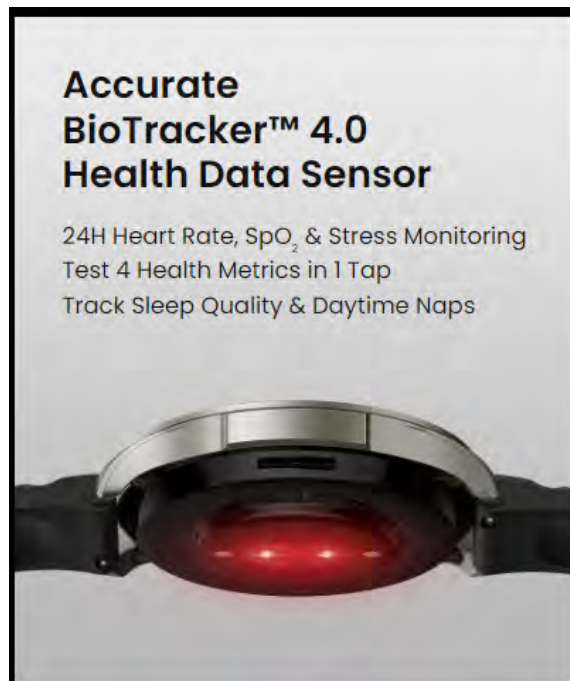 Accurate
BioTracker™ 4.0
Health Data Sensor
24H Heart Rate, SpO₂ & Stress Monitoring
Test 4 Health Metrics in 1 Tap
Track Sleep Quality & Daytime Naps